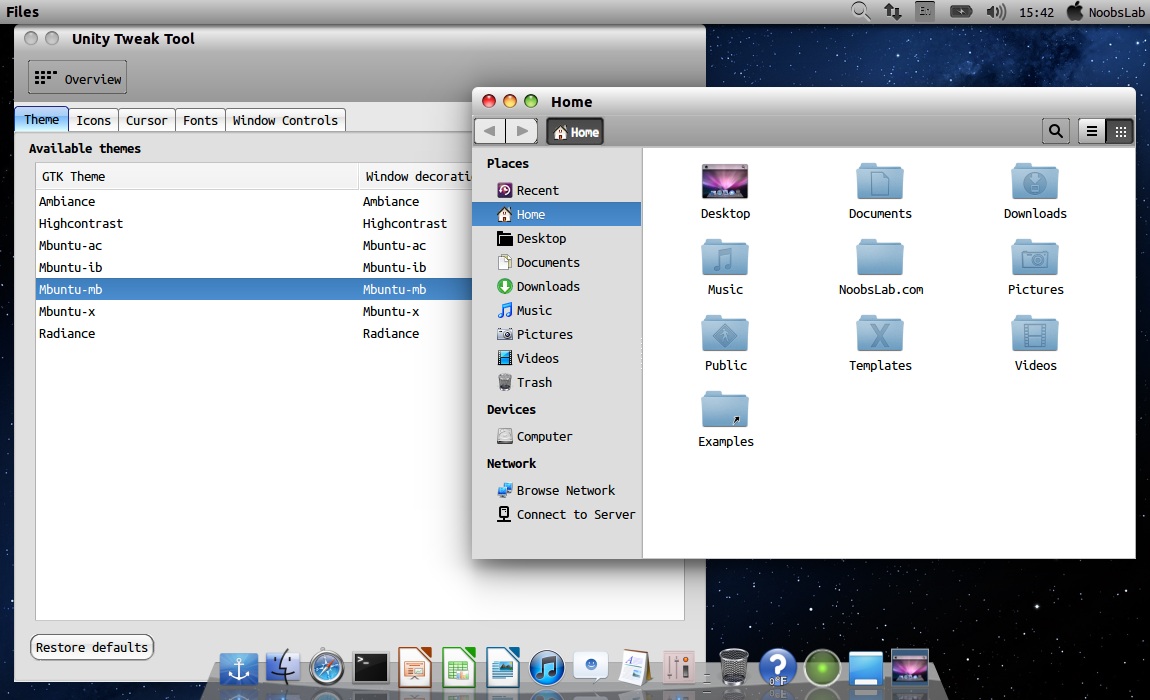 Files
15:42 NoobsLab
Unity Tweak Tool
Overview
Theme Icons Cursor Fonts Window Controls
Available themes
GTK Theme Window decorati
Ambiance Ambiance
Highcontrast Highcontrast
Mbuntu-ac Mbuntu-ac
Mbuntu-ib Mbuntu-ib
Mbuntu-mb Mbuntu-mb
Mbuntu-x Mbuntu-x
Radiance Radiance
Restore defaults
Home
Home
Places
Recent
Home
Desktop
Documents
Downloads
Music
Pictures
Videos
Trash
Devices
Computer
Network
Browse Network
Connect to Server
Desktop Documents Downloads
Music NoobsLab.com Pictures
Public Templates Videos
Examples